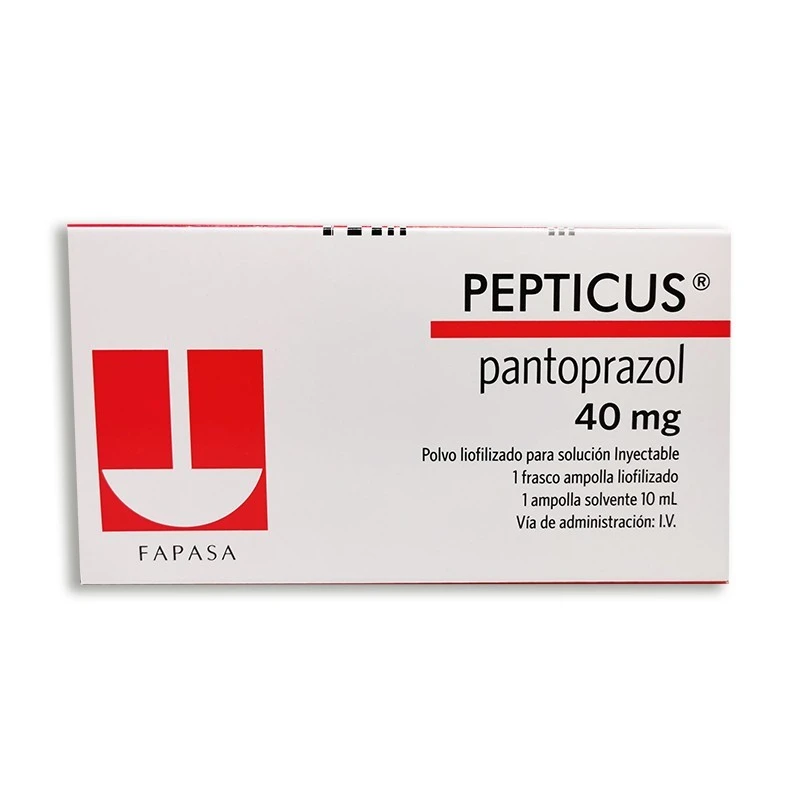 PEPTICUS®
pantoprazol
40 mg
Polvo liofilizado para solución Inyectable
1 frasco ampolla liofilizado
1 ampolla solvente 10 mL
Vía de administración: I.V.
FAPASA